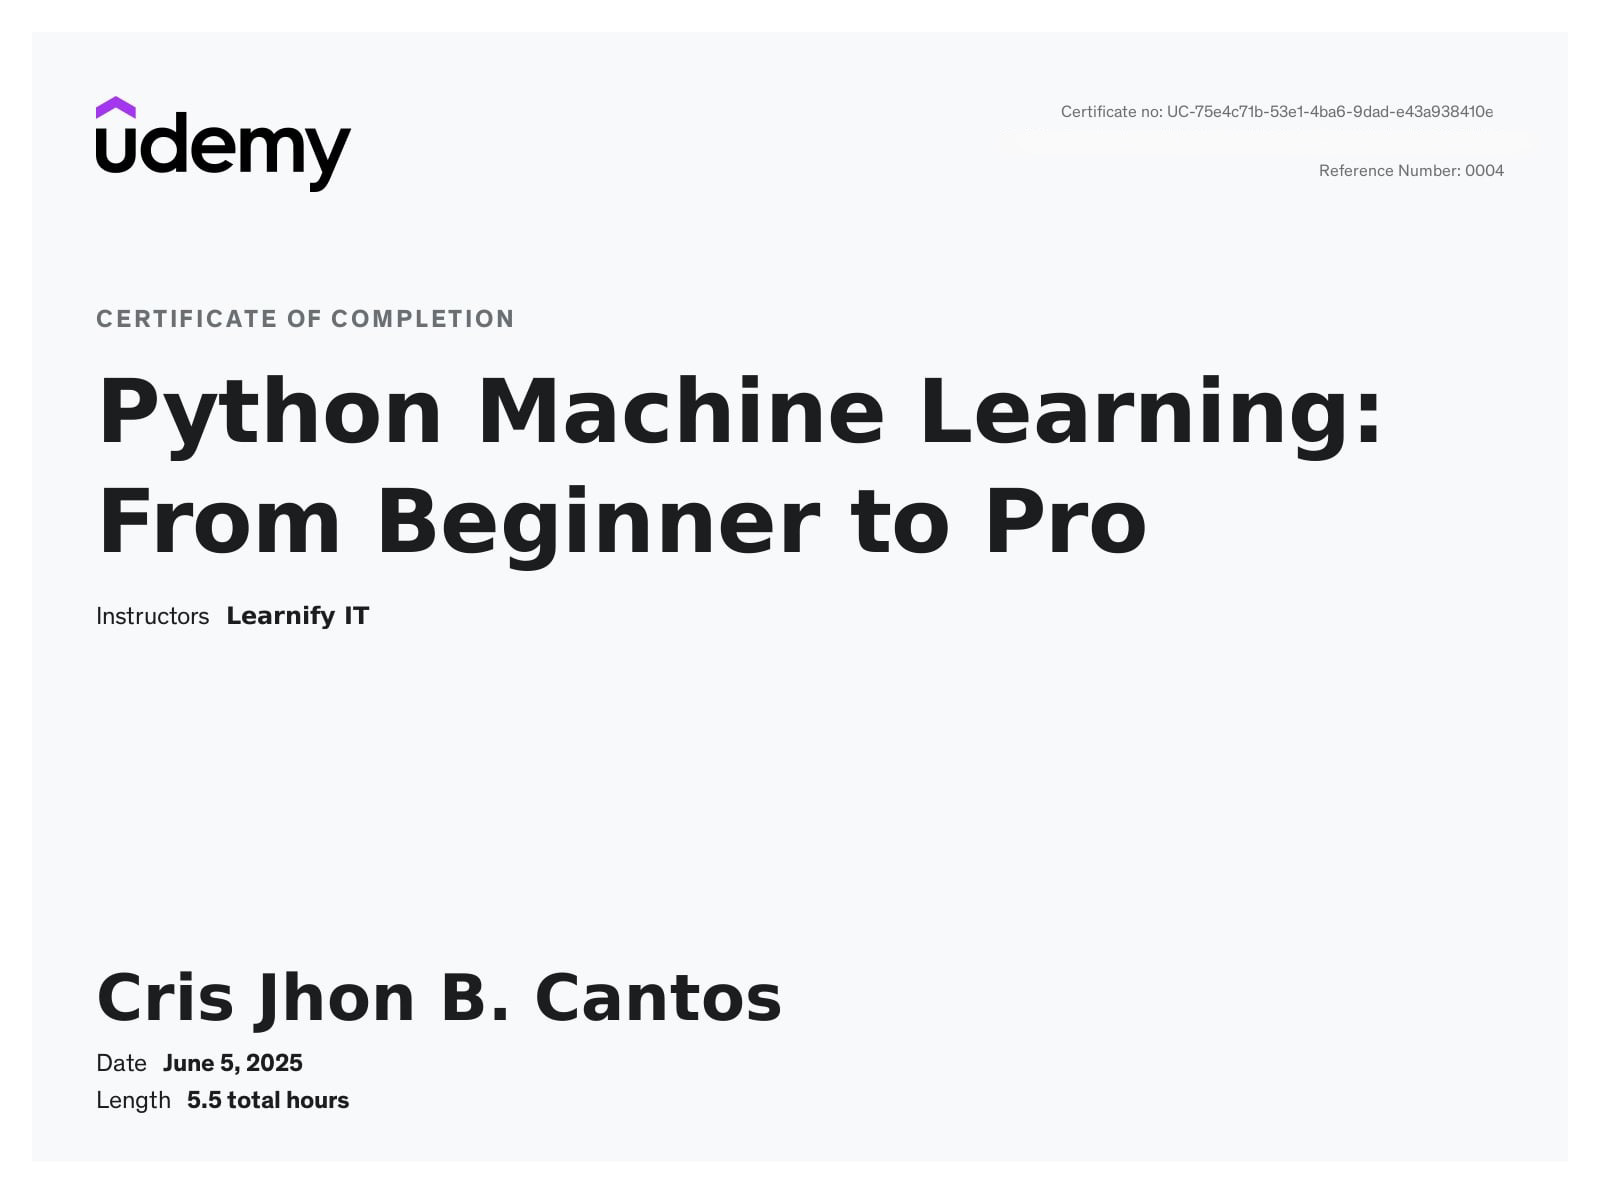 udemy
Certificate no: UC-75e4c71b-53e1-4ba6-9dad-e43a938410e
Reference Number: 0004
CERTIFICATE OF COMPLETION
Python Machine Learning:
From Beginner to Pro
Instructors Learnify IT
Cris Jhon B. Cantos
Date June 5, 2025
Length 5.5 total hours